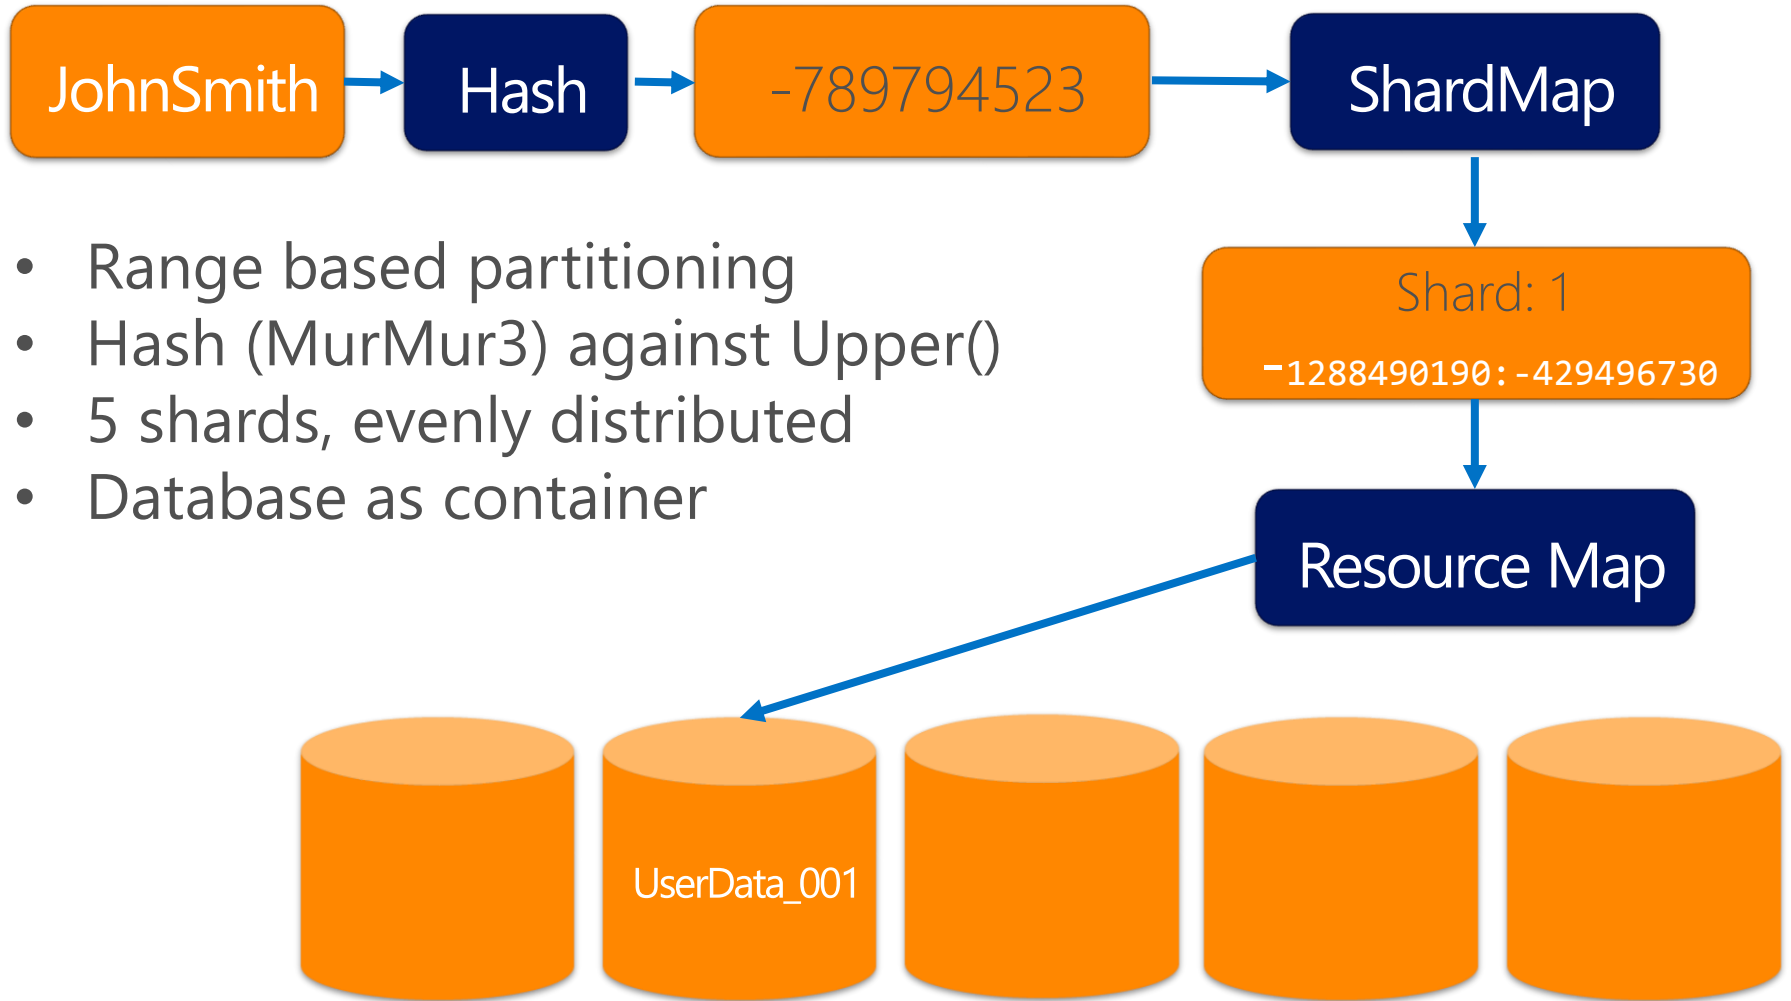 JohnSmith
Hash
-789794523
ShardMap
• Range based partitioning
• Hash (MurMur3) against Upper()
• 5 shards, evenly distributed
• Database as container
Shard: 1
-1288490190:-429496730
Resource Map
UserData_001